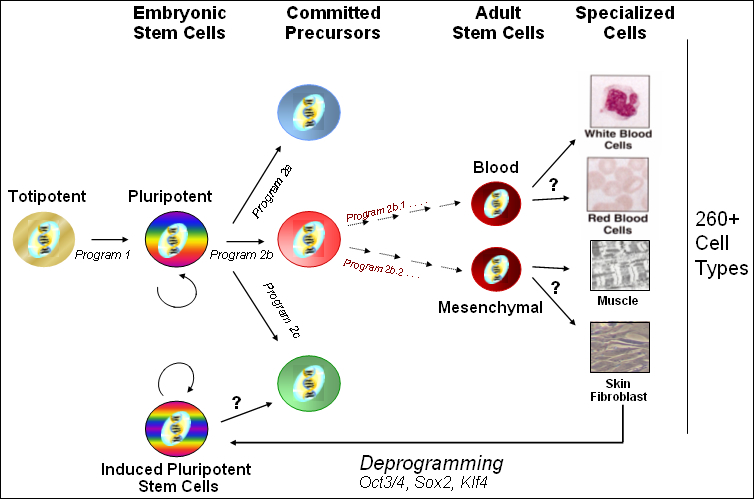 Embryonic
Stem Cells
Committed
Precursors
Adult
Stem Cells
Specialized
Cells
White Blood
Cells
Totipotent
Pluripotent
Program 1
Program 2a
Program 2b
Program 2c
Program 2b.1 . . . .
Program 2b.2 . . . .
Blood
?
Red Blood
Cells
Mesenchymal
?
Muscle
Skin
Fibroblast
260+
Cell
Types
?
Induced Pluripotent
Stem Cells
Deprogramming
Oct3/4, Sox2, Klf4